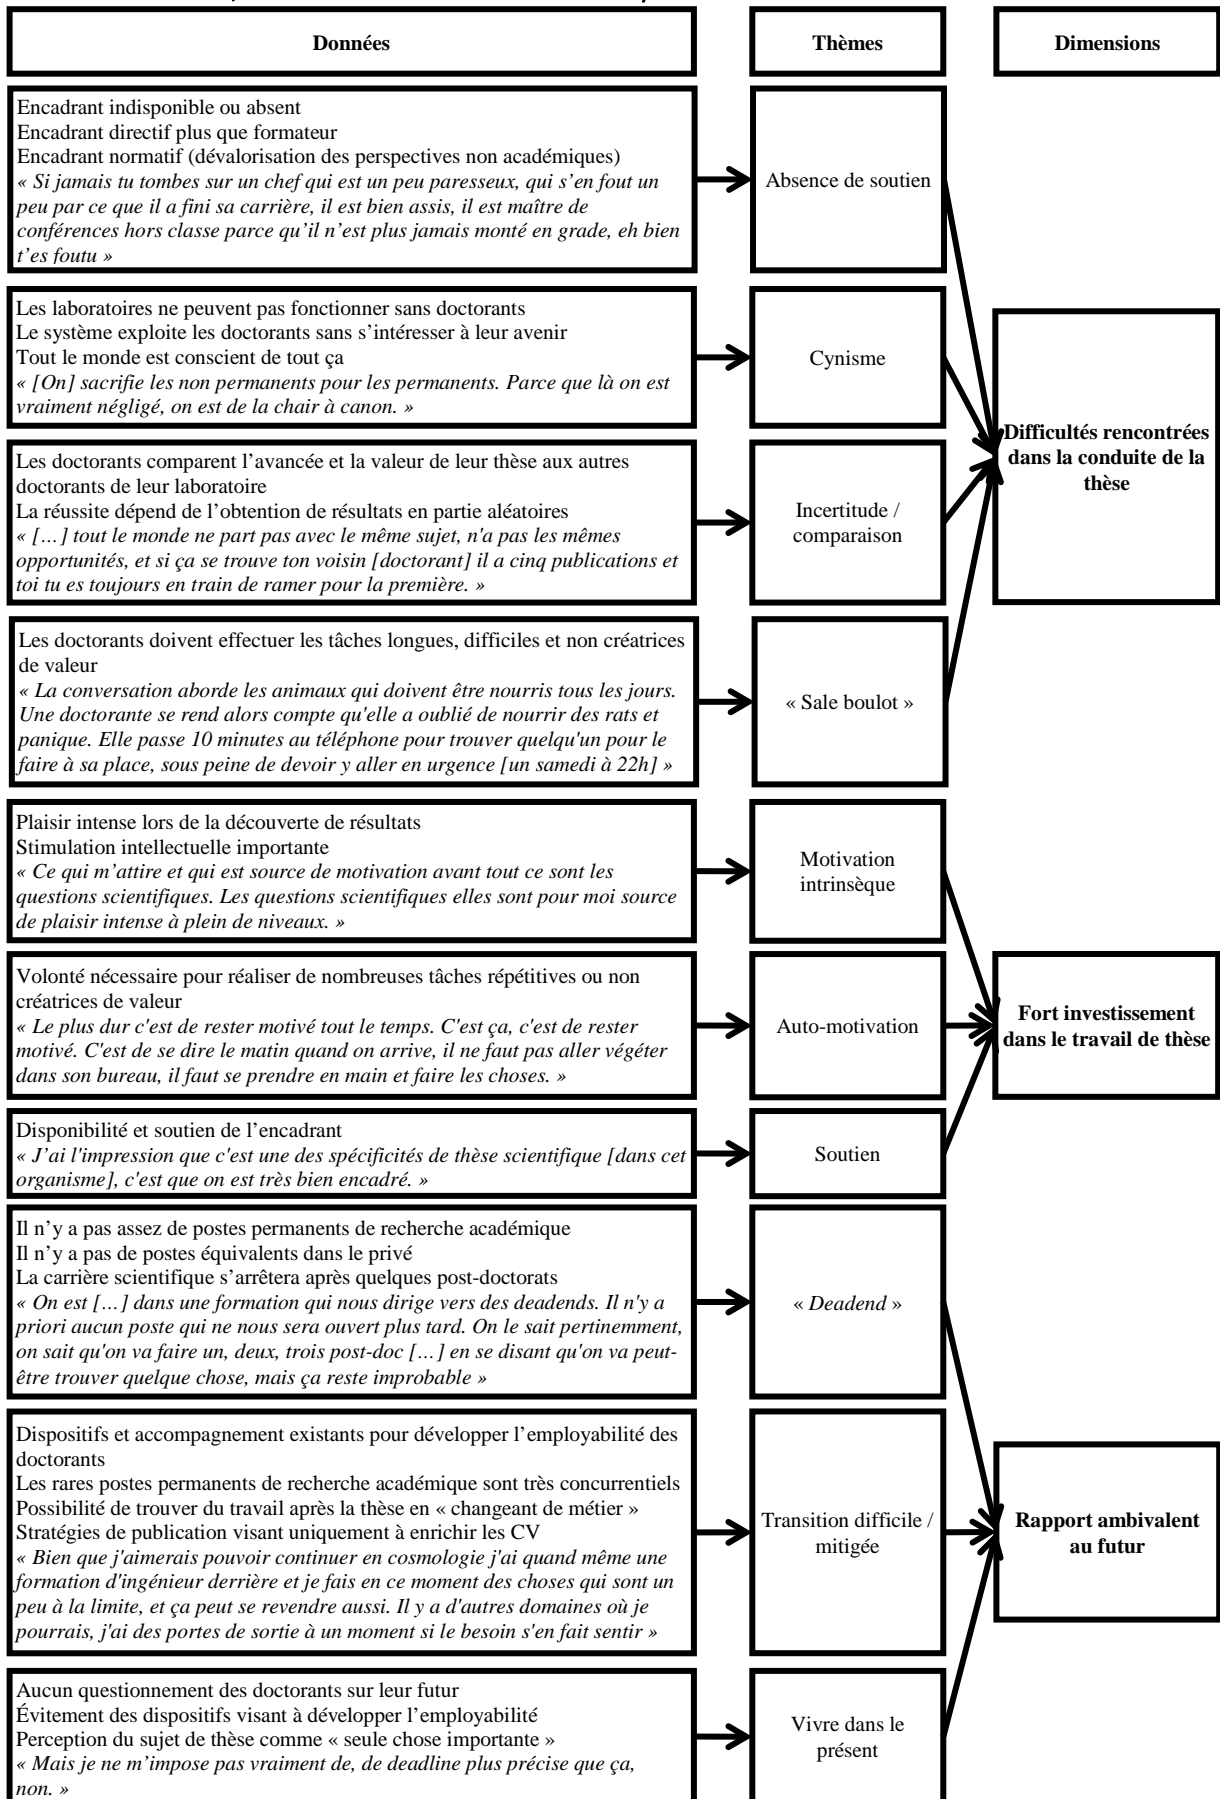 Données
Thèmes
Dimensions
Encadrant indisponible ou absent
Encadrant directif plus que formateur
Encadrant normatif (dévalorisation des perspectives non académiques)
« Si jamais tu tombes sur un chef qui est un peu paresseux, qui s’en fout un
peu par ce que il a fini sa carrière, il est bien assis, il est maître de
conférences hors classe parce qu’il n’est plus jamais monté en grade, eh bien
t’es foutu »
Absence de soutien
Les laboratoires ne peuvent pas fonctionner sans doctorants
Le système exploite les doctorants sans s’intéresser à leur avenir
Tout le monde est conscient de tout ça
« [On] sacrifie les non permanents pour les permanents. Parce que là on est
vraiment négligé, on est de la chair à canon. »
Cynisme
Les doctorants comparent l’avancée et la valeur de leur thèse aux autres
doctorants de leur laboratoire
La réussite dépend de l’obtention de résultats en partie aléatoires
« […] tout le monde ne part pas avec le même sujet, n'a pas les mêmes
opportunités, et si ça se trouve ton voisin [doctorant] il a cinq publications et
toi tu es toujours en train de ramer pour la première. »
Incertitude /
comparaison
Les doctorants doivent effectuer les tâches longues, difficiles et non créatrices
de valeur
« La conversation aborde les animaux qui doivent être nourris tous les jours.
Une doctorante se rend alors compte qu'elle a oublié de nourrir des rats et
panique. Elle passe 10 minutes au téléphone pour trouver quelqu'un pour le
faire à sa place, sous peine de devoir y aller en urgence [un samedi à 22h] »
« Sale boulot »
Difficultés rencontrées
dans la conduite de la
thèse
Plaisir intense lors de la découverte de résultats
Stimulation intellectuelle importante
« Ce qui m’attire et qui est source de motivation avant tout ce sont les
questions scientifiques. Les questions scientifiques elles sont pour moi source
de plaisir intense à plein de niveaux. »
Motivation
intrinsèque
Volonté nécessaire pour réaliser de nombreuses tâches répétitives ou non
créatrices de valeur
« Le plus dur c'est de rester motivé tout le temps. C'est ça, c'est de rester
motivé. C'est de se dire le matin quand on arrive, il ne faut pas aller végéter
dans son bureau, il faut se prendre en main et faire les choses. »
Auto-motivation
Disponibilité et soutien de l’encadrant
« J’ai l'impression que c'est une des spécificités de thèse scientifique [dans cet
organisme], c'est que on est très bien encadré. »
Soutien
Fort investissement
dans le travail de thèse
Il n’y a pas assez de postes permanents de recherche académique
Il n’y a pas de postes équivalents dans le privé
La carrière scientifique s’arrêtera après quelques post-doctorats
« On est […] dans une formation qui nous dirige vers des deadends. Il n'y a
priori aucun poste qui ne nous sera ouvert plus tard. On le sait pertinemment,
on sait qu'on va faire un, deux, trois post-doc […] en se disant qu'on va peut-
être trouver quelque chose, mais ça reste improbable »
« Deadend »
Dispositifs et accompagnement existants pour développer l’employabilité des
doctorants
Les rares postes permanents de recherche académique sont très concurrentiels
Possibilité de trouver du travail après la thèse en « changeant de métier »
Stratégies de publication visant uniquement à enrichir les CV
« Bien que j'aimerais pouvoir continuer en cosmologie j'ai quand même une
formation d'ingénieur derrière et je fais en ce moment des choses qui sont un
peu à la limite, et ça peut se revendre aussi. Il y a d'autres domaines où je
pourrais, j'ai des portes de sortie à un moment si le besoin s'en fait sentir »
Transition difficile /
mitigée
Aucun questionnement des doctorants sur leur futur
Évitement des dispositifs visant à développer l’employabilité
Perception du sujet de thèse comme « seule chose importante »
« Mais je ne m’impose pas vraiment de, de deadline plus précise que ça,
non. »
Vivre dans le
présent
Rapport ambivalent
au futur